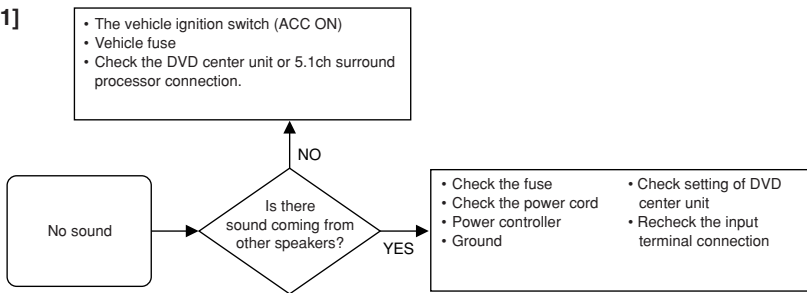 1]
• The vehicle ignition switch (ACC ON)
• Vehicle fuse
• Check the DVD center unit or 5.1ch surround
processor connection.
NO
No sound
Is there
sound coming from
other speakers?
YES
• Check the fuse
• Check the power cord
• Power controller
• Ground
• Check setting of DVD
center unit
• Recheck the input
terminal connection